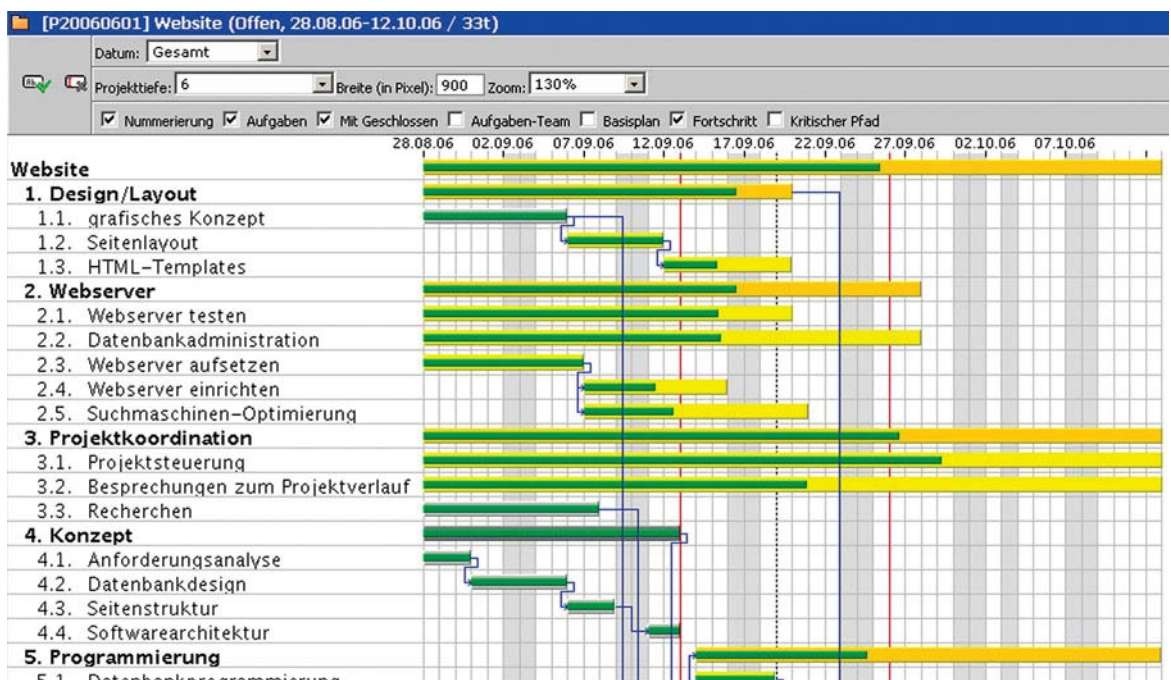 [P20060601] Website (Offen, 28.08.06-12.10.06 / 33t)
Datum: Gesamt
Projekttiefe: 6 Breite (in Pixel): 900 Zoom: 130%
Nummerierung Aufgaben Mit Geschlossen Aufgaben-Team Basisplan Fortschritt Kritischer Pfad
28.08.06 02.09.06 07.09.06 12.09.06 17.09.06 22.09.06 27.09.06 02.10.06 07.10.06
Website
1. Design/Layout
1.1. grafisches Konzept
1.2. Seitenlayout
1.3. HTML-Templates
2. Webserver
2.1. Webserver testen
2.2. Datenbankadministration
2.3. Webserver aufsetzen
2.4. Webserver einrichten
2.5. Suchmaschinen-Optimierung
3. Projektkoordination
3.1. Projektsteuerung
3.2. Besprechungen zum Projektverlauf
3.3. Recherchen
4. Konzept
4.1. Anforderungsanalyse
4.2. Datenbankdesign
4.3. Seitenstruktur
4.4. Softwarearchitektur
5. Programmierung
5.1. Datenbankprogrammierung